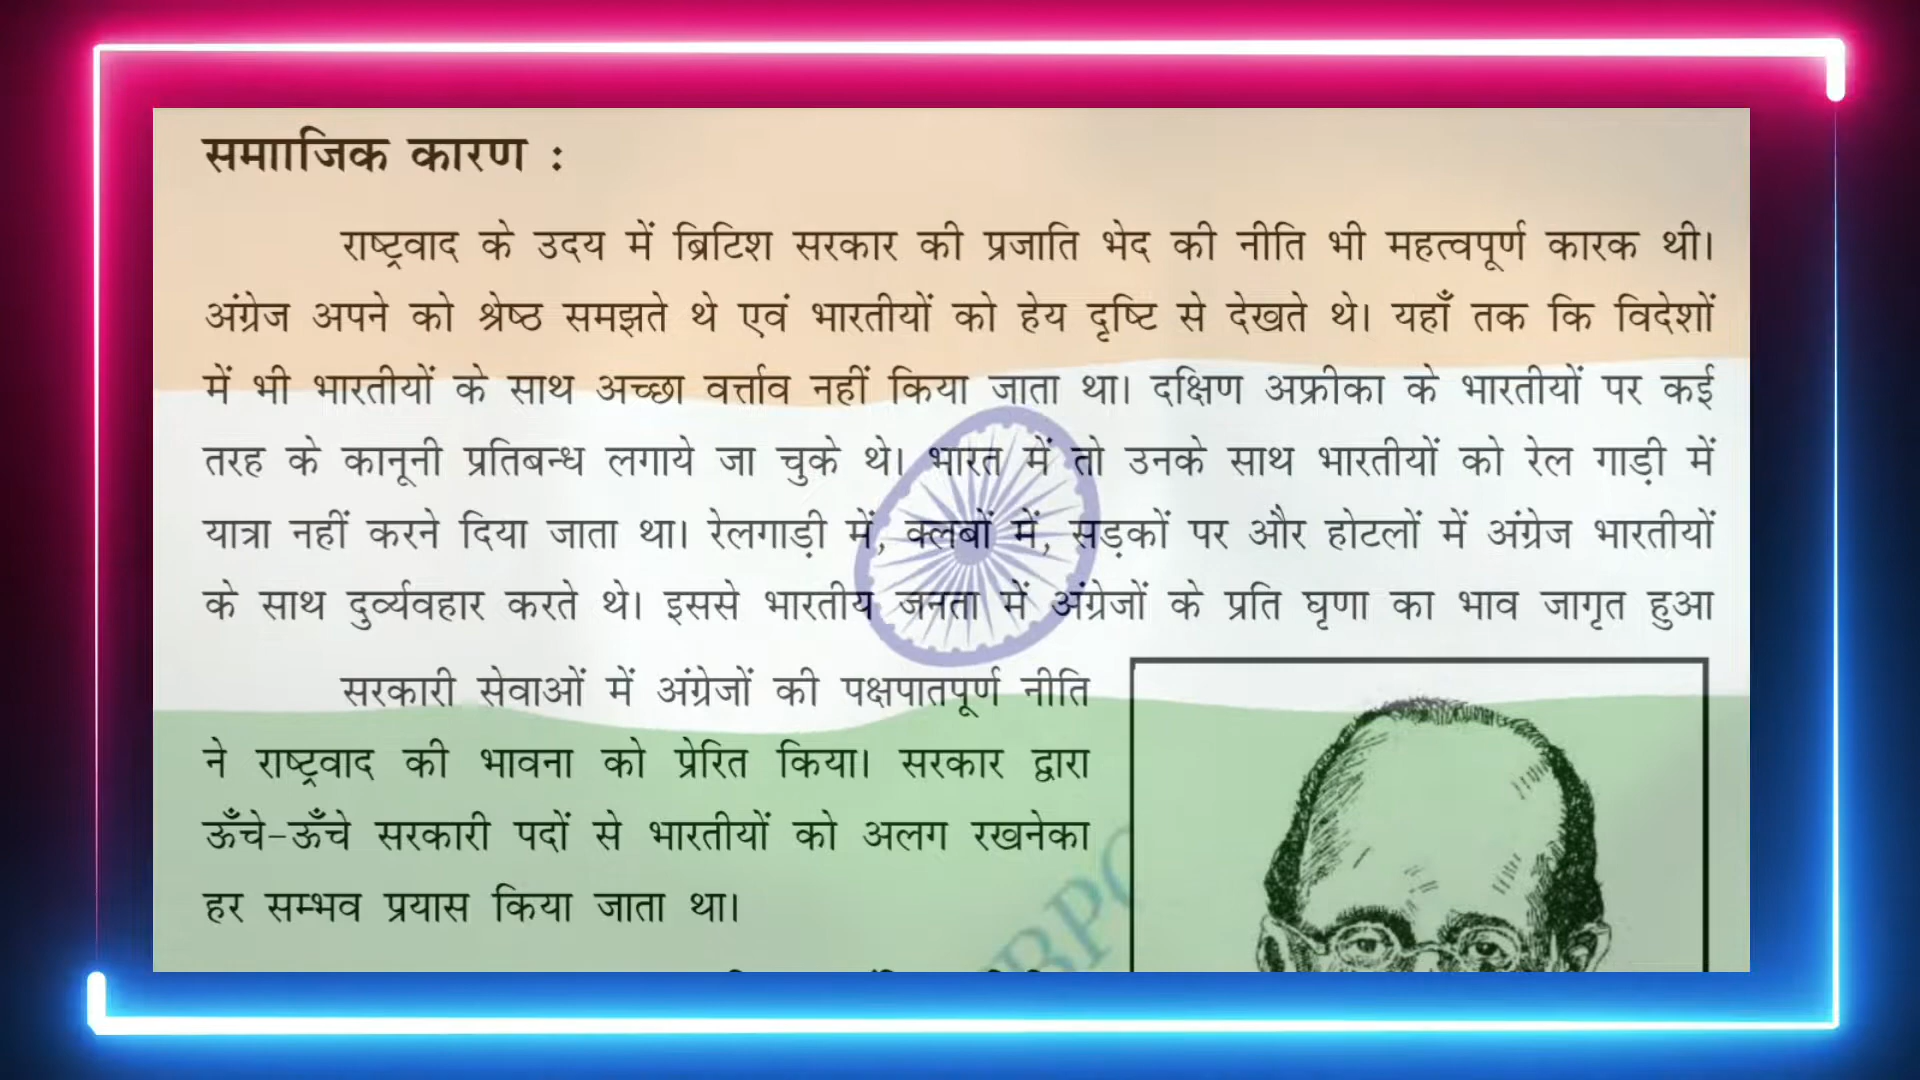 समााजिक कारण :
राष्ट्रवाद के उदय में ब्रिटिश सरकार की प्रजाति भेद की नीति भी महत्वपूर्ण कारक थी।
अंग्रेज अपने को श्रेष्ठ समझते थे एवं भारतीयों को हेय दृष्टि से देखते थे। यहाँ तक कि विदेशों
में भी भारतीयों के साथ अच्छा वर्त्ताव नहीं किया जाता था। दक्षिण अफ्रीका के भारतीयों पर कई
तरह के कानूनी प्रतिबन्ध लगाये जा चुके थे। भारत में तो उनके साथ भारतीयों को रेल गाड़ी में
यात्रा नहीं करने दिया जाता था। रेलगाड़ी में, क्लबों में, सड़कों पर और होटलों में अंग्रेज भारतीयों
के साथ दुर्व्यवहार करते थे। इससे भारतीय जनता में अंग्रेजों के प्रति घृणा का भाव जागृत हुआ
सरकारी सेवाओं में अंग्रेजों की पक्षपातपूर्ण नीति
ने राष्ट्रवाद की भावना को प्रेरित किया। सरकार द्वारा
ऊँचे-ऊँचे सरकारी पदों से भारतीयों को अलग रखनेका
हर सम्भव प्रयास किया जाता था।